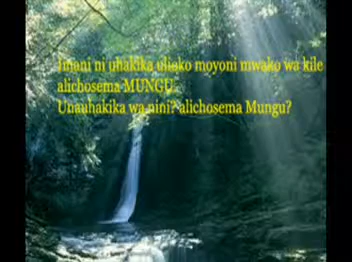 Imani ni uhakika ulioko moyoni mwako wa kile
alichosema MUNGU.
Unauhakika wa nini? alichosema Mungu?